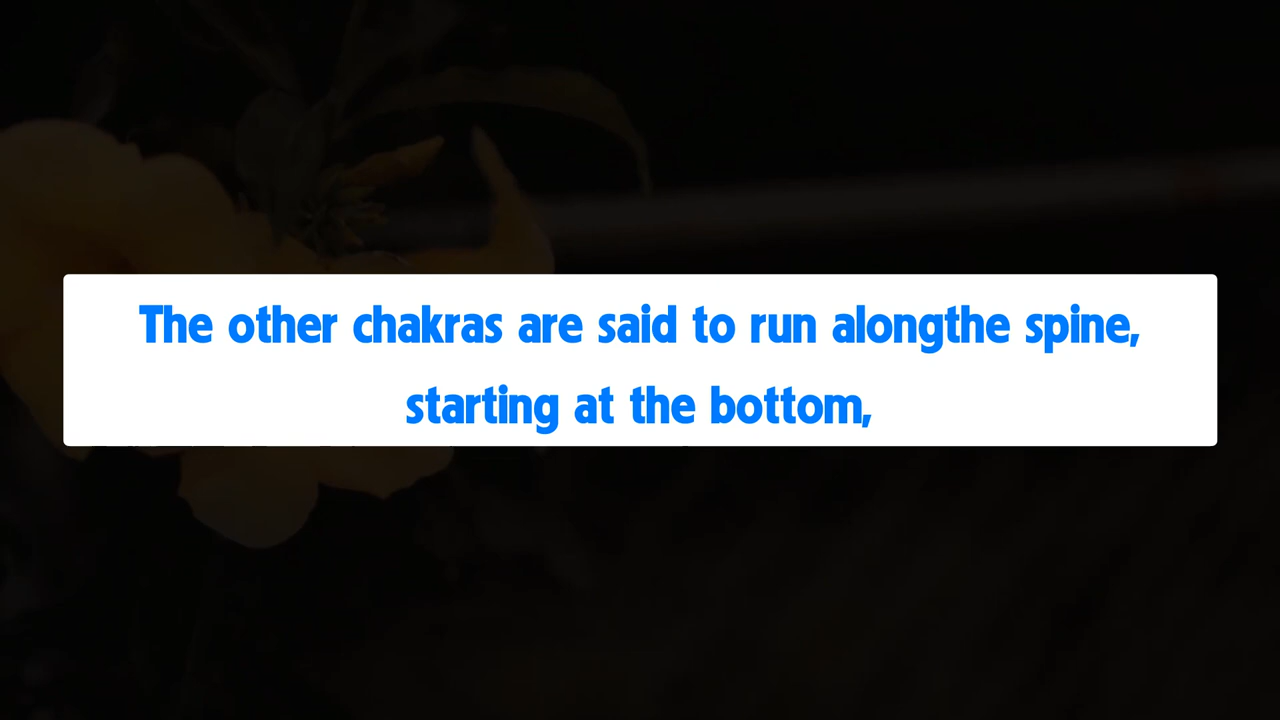 The other chakras are said to run alongthe spine,
starting at the bottom,